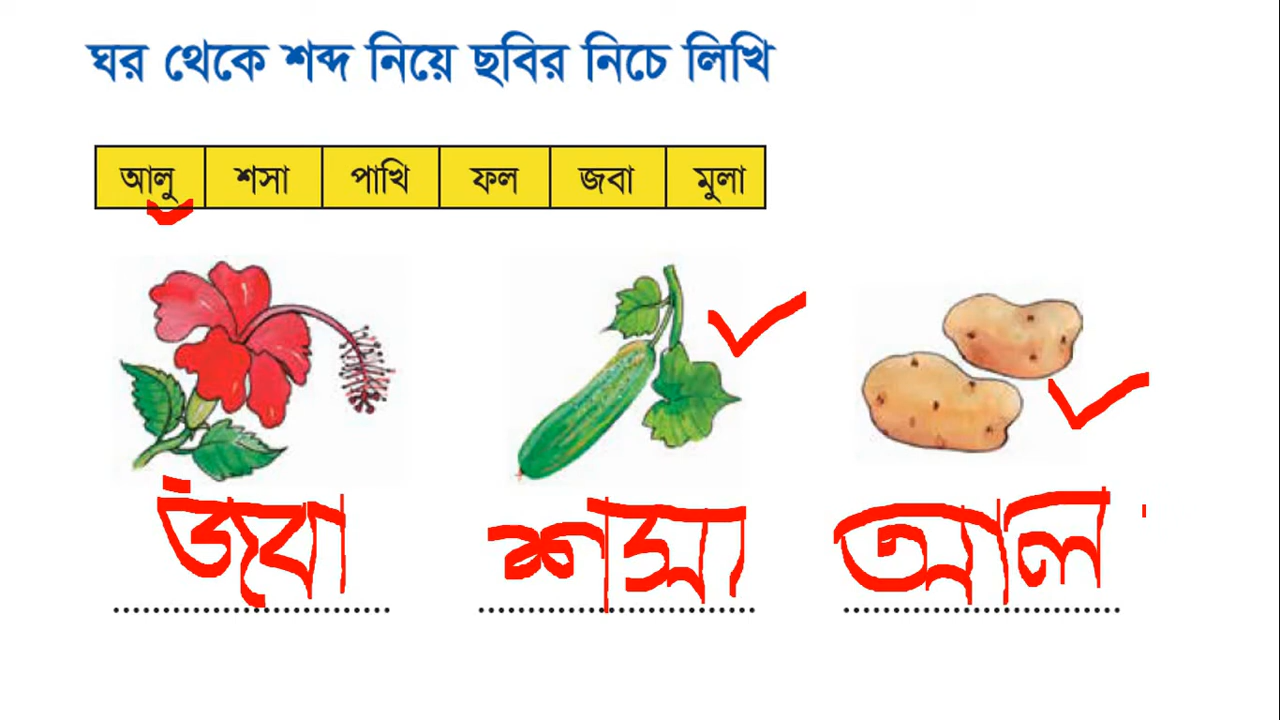 ঘর থেকে শব্দ নিয়ে ছবির নিচে লিখি
আলু শসা পাখি ফল জবা মুলা
জবা শসা আল